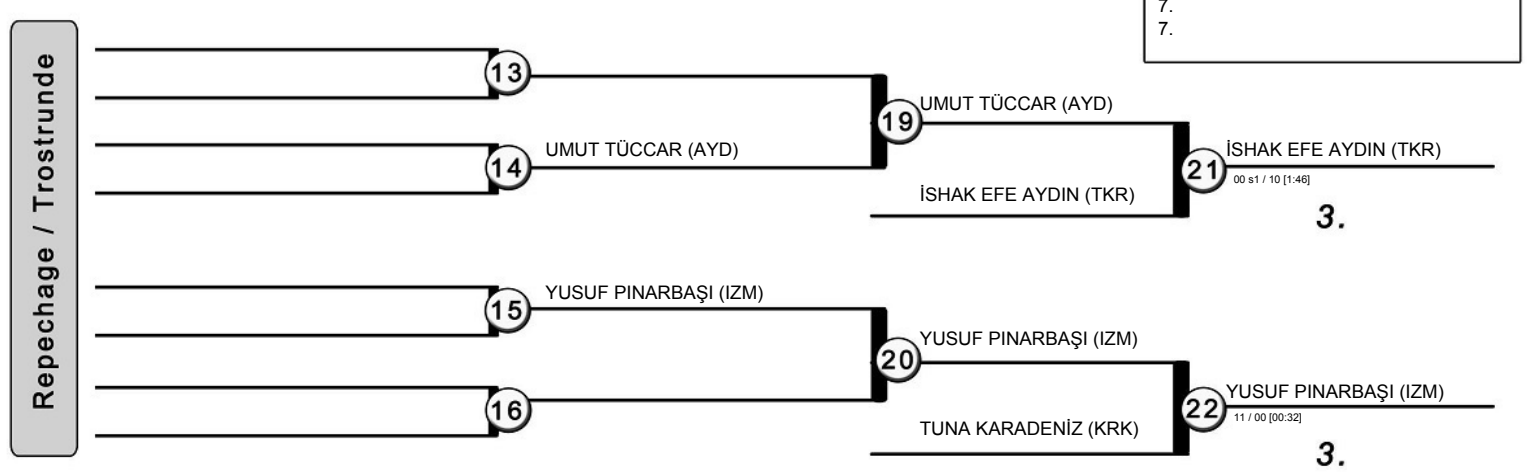 7.
7.
Repechage / Trostrunde
13
UMUT TÜCCAR (AYD)
19
UMUT TÜCCAR (AYD)
14
İSHAK EFE AYDIN (TKR)
21
İSHAK EFE AYDIN (TKR)
00 s1 / 10 [1:46]
3.
YUSUF PINARBAŞI (IZM)
15
YUSUF PINARBAŞI (IZM)
20
16
TUNA KARADENİZ (KRK)
22
YUSUF PINARBAŞI (IZM)
11 / 00 [00:32]
3.